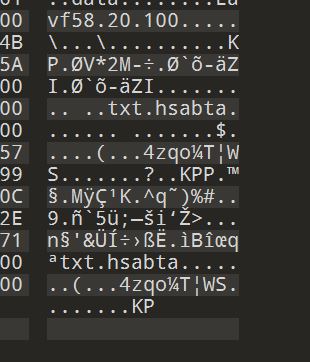 01 ..data........La
00 vf58.20.100.....
4B \...\..........K
5A P.ØV*2M-÷.Ø`õ-äZ
00 I.Ø`õ-äZI.......
00 .. ..txt.hsabta.
00 ...... .......$.
57 ....(...4zqo¼T¦W
99 S.......?..KPP.™
0C §.MÿÇ¹K.^q˜)%#..
2E 9.ñ`5ü;—ši‘Ž>...
71 n§'&ÜÍ÷›ßË.ìBîœq
00 ªtxt.hsabta.....
00 ..(...4zqo¼T¦WS.
.......KP